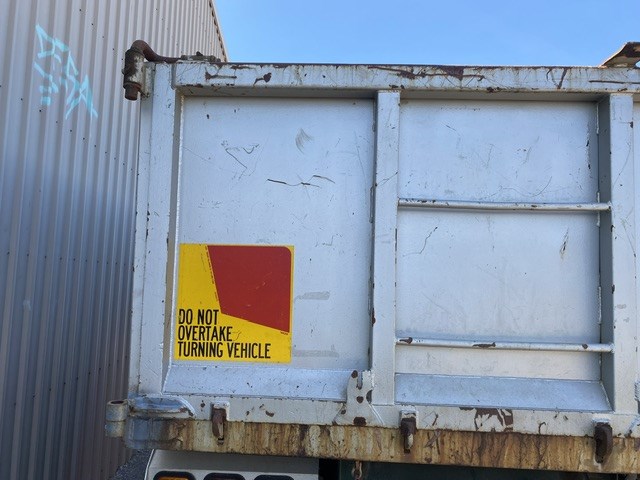 DO NOT
OVERTAKE
TURNING VEHICLE